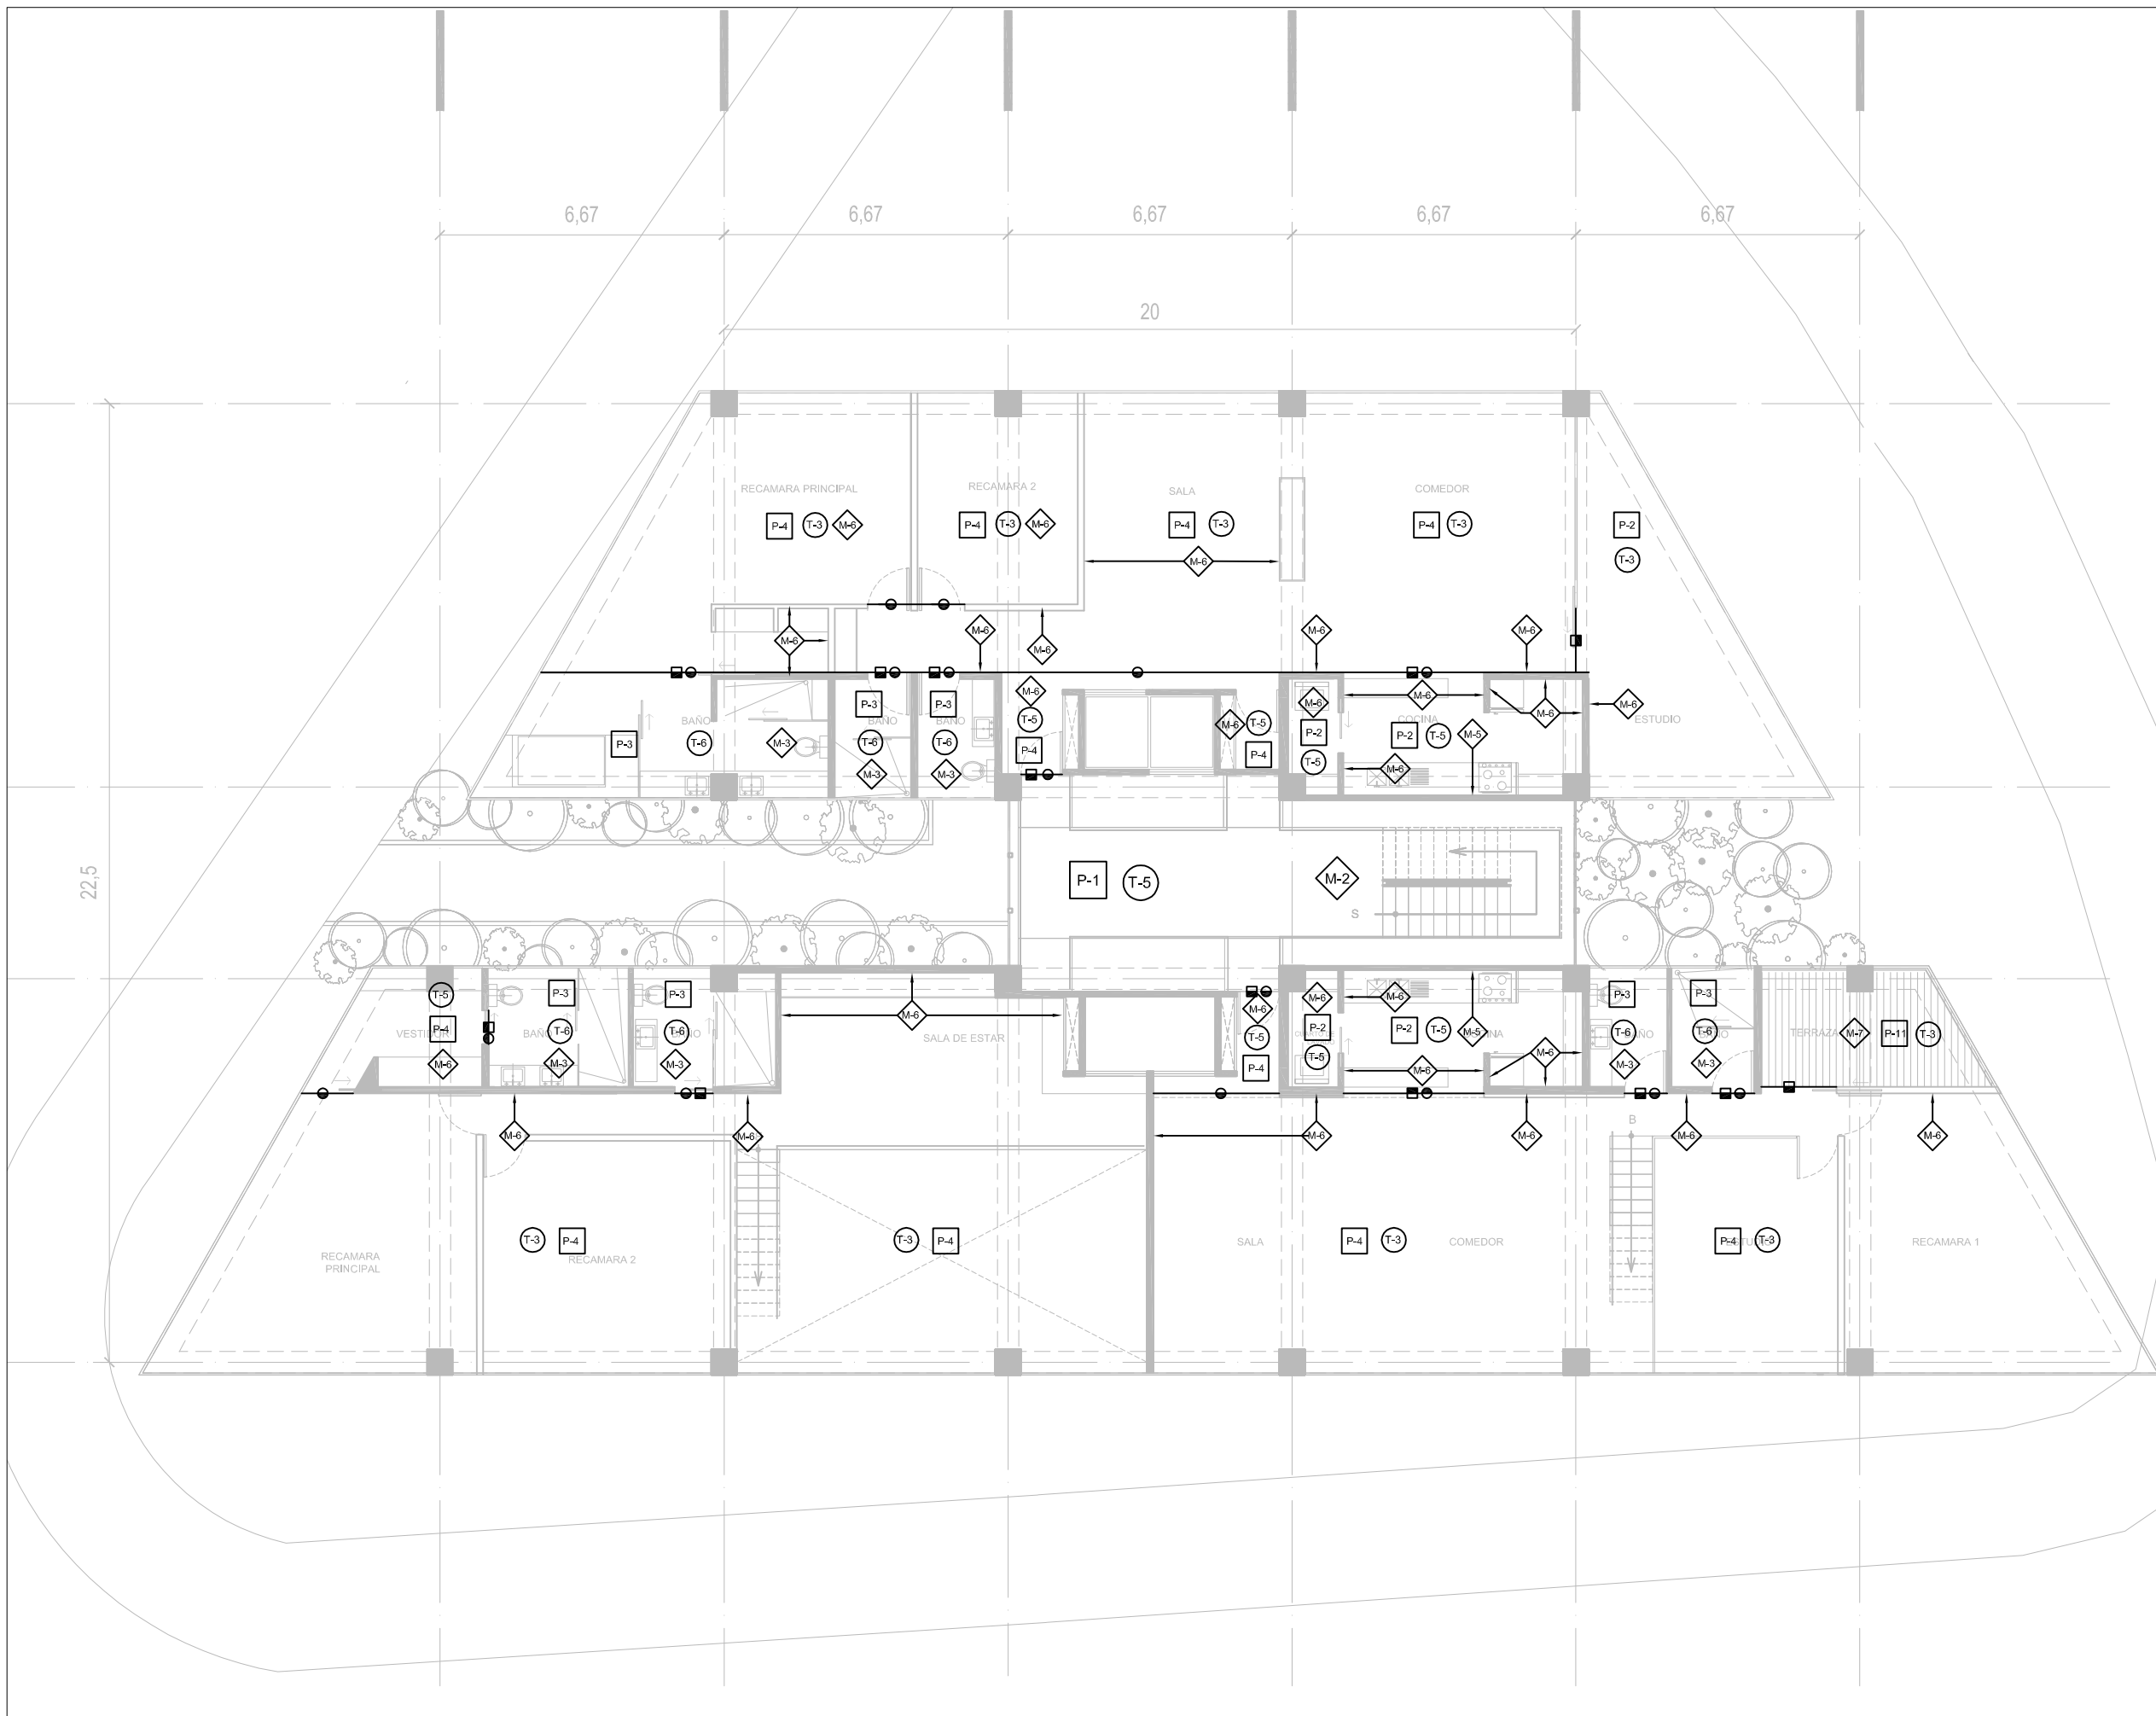 6,67 6,67 6,67 6,67 6,67
20
22,5
RECAMARA PRINCIPAL
P-4 T-3 M-6
RECAMARA 2
P-4 T-3 M-6
SALA
P-4 T-3
M-6
COMEDOR
P-4 T-3
P-2
T-3
M-6 M-6 M-6 M-6 M-6
P-3
BAÑO
T-6
M-3
P-3
BAÑO
T-6
M-3
P-3
BAÑO
T-6
M-3
M-6
T-5
P-4
M-6 T-5
P-4
M-6
P-2
T-5
M-6
COCINA
P-2 T-5 M-5
M-6
M-6
M-6
ESTUDIO
P-1 T-5
M-2
S
T-5
P-4
VESTIDOR
M-6
P-3
T-6
BAÑO
M-3
P-3
T-6
BAÑO
M-3
M-6
SALA DE ESTAR
M-6
T-5
P-4
M-6
P-2
T-5
M-6
P-2 T-5 M-5
M-6
M-6
P-3
T-6
M-3
P-3
T-6
M-3
TERRAZA
M-7 P-11 T-3
M-6 M-6 M-6 M-6 M-6 M-6
B
RECAMARA
PRINCIPAL
T-3 P-4
RECAMARA 2
T-3 P-4
SALA
P-4 T-3
COMEDOR
P-4 T-3
ESTUDIO
RECAMARA 1